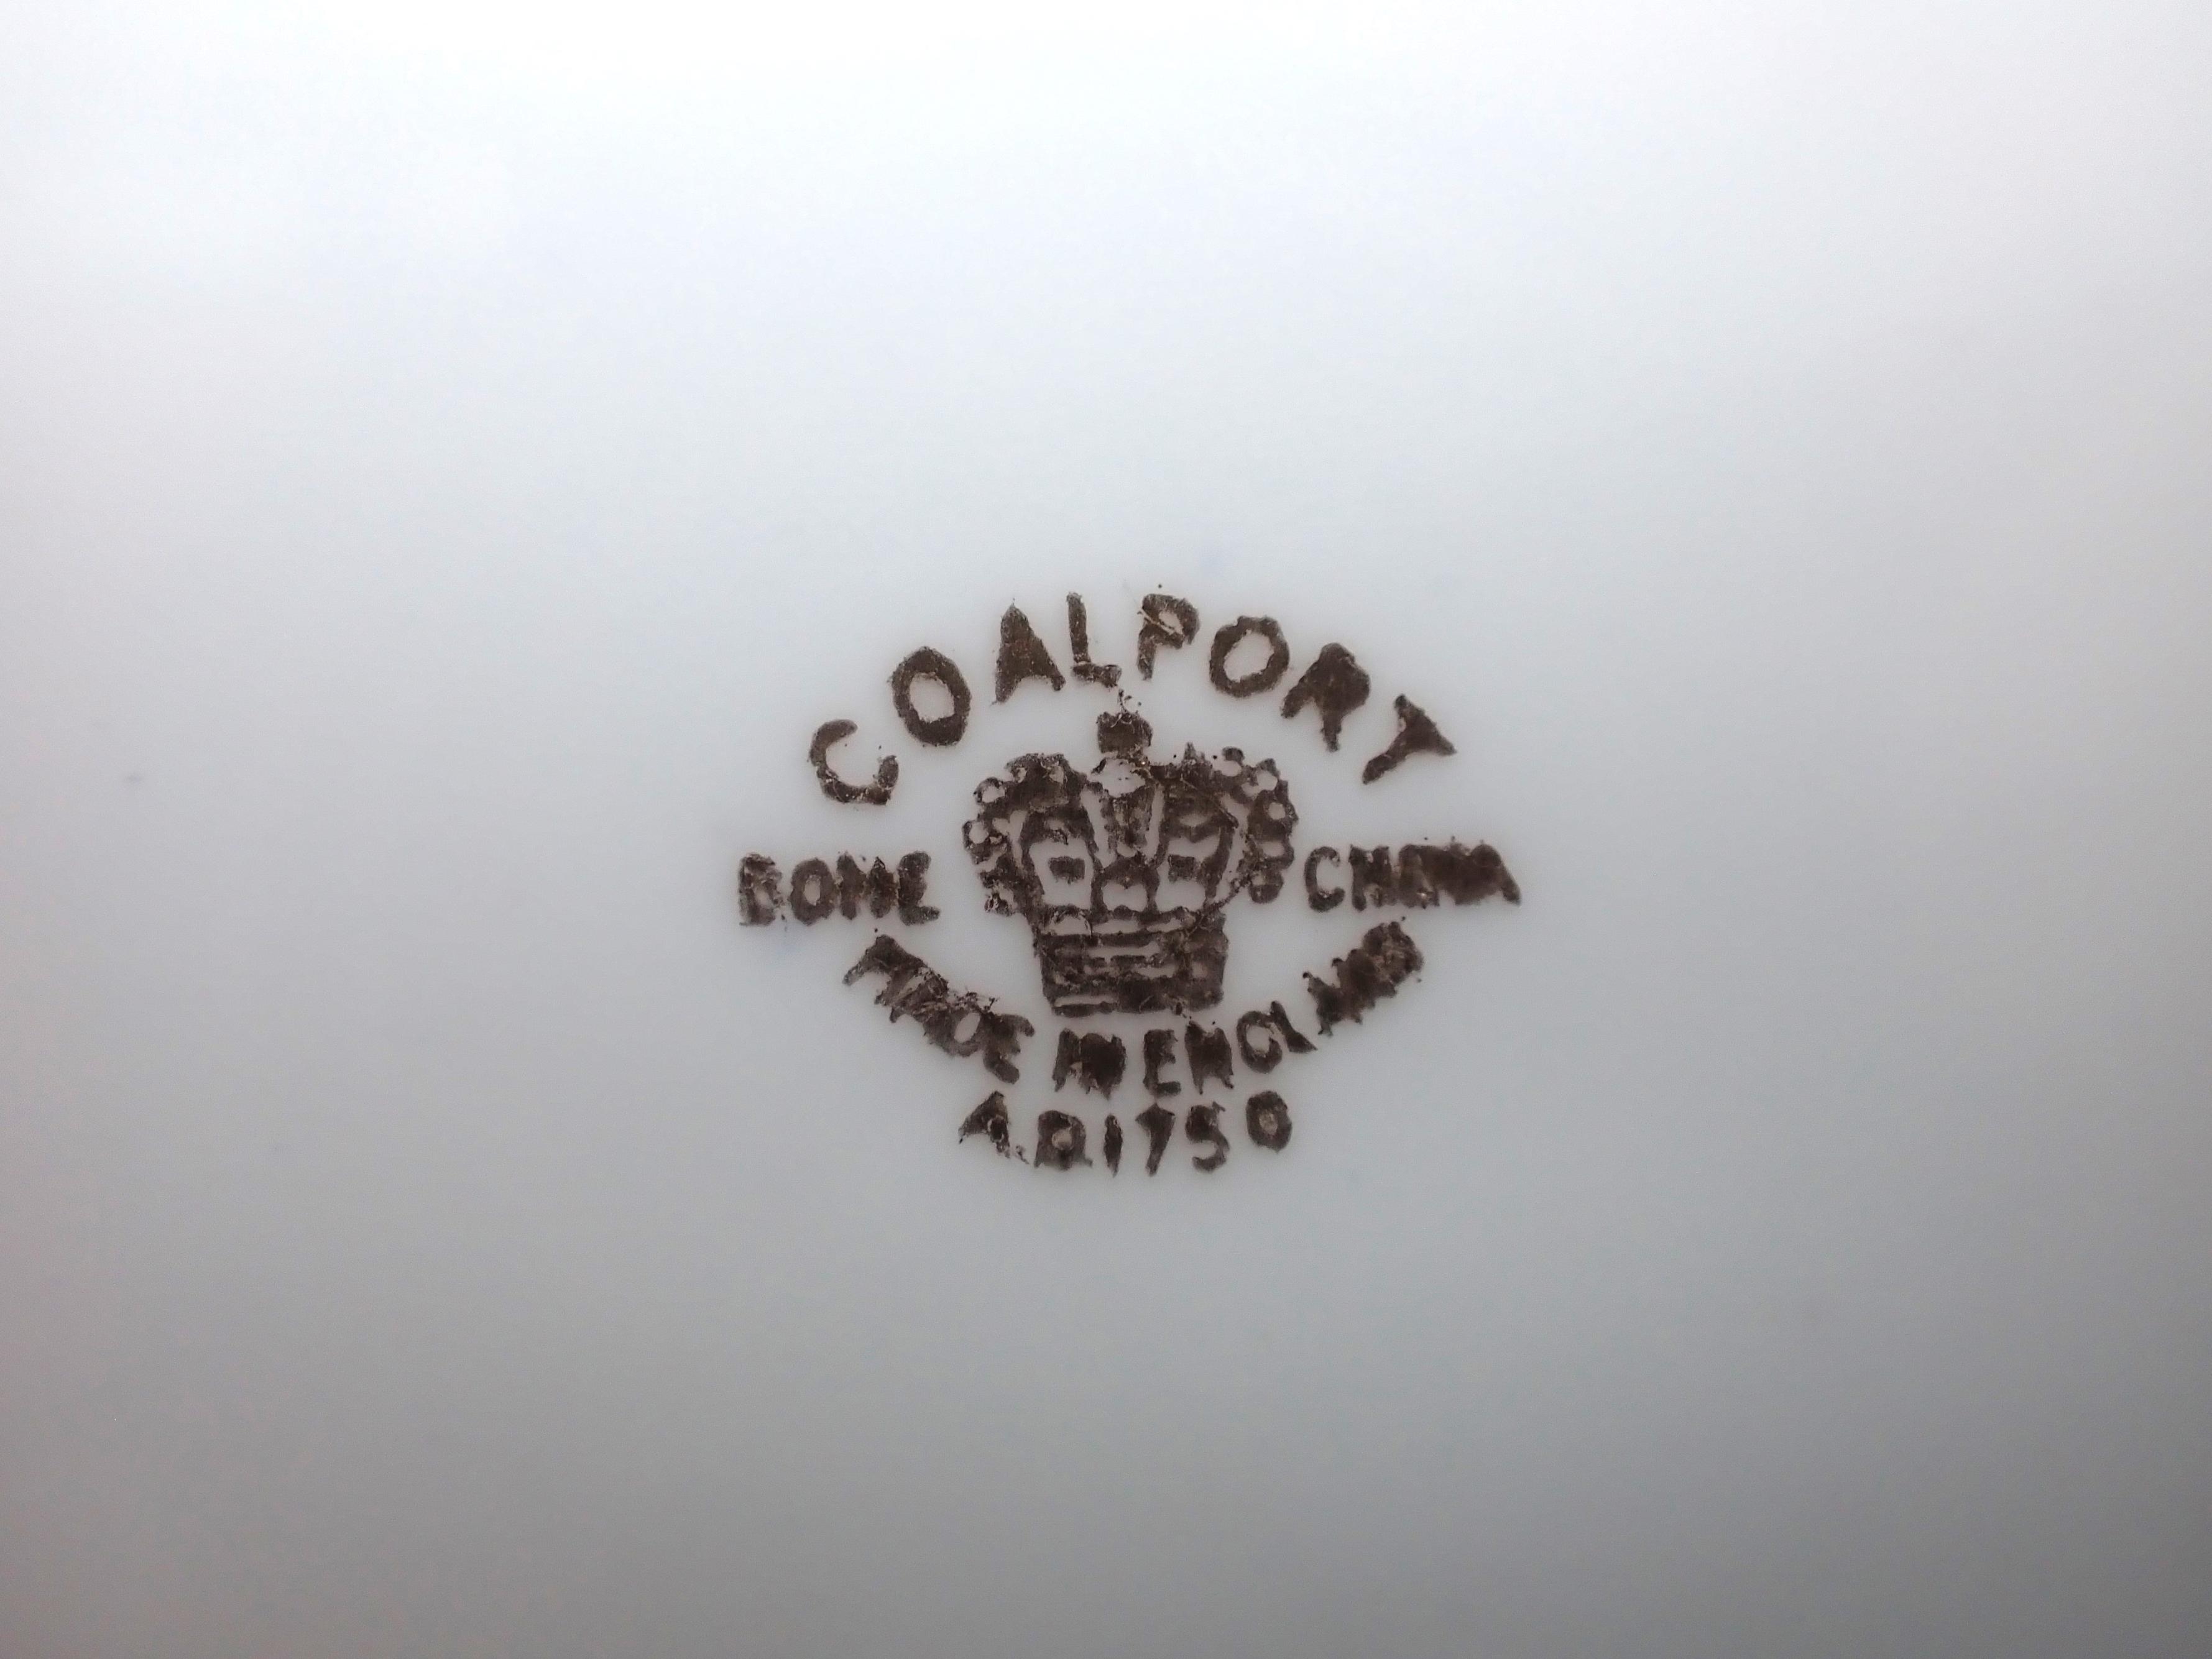 COALPORT
BONE CHINA
MADE IN ENGLAND
A.D.1750